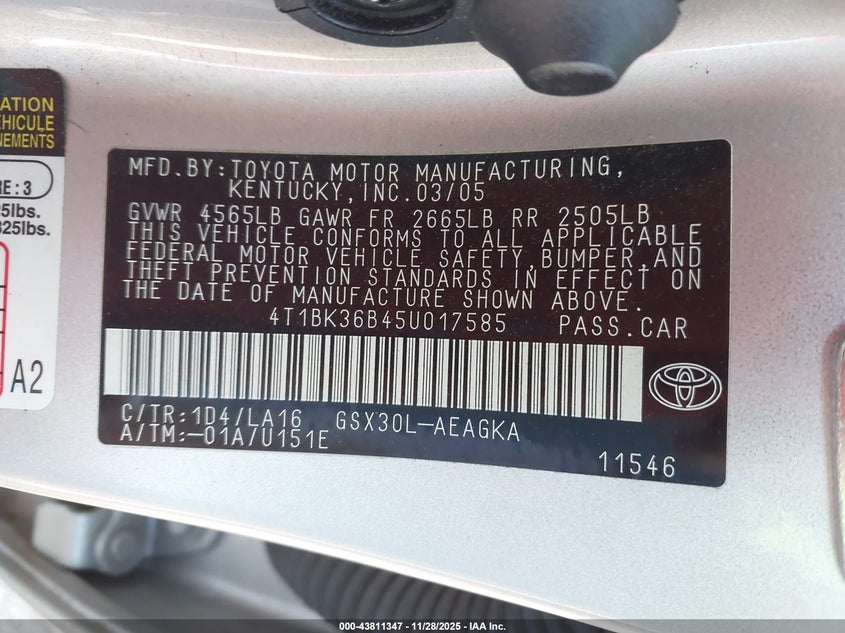 ATION
EHICULE
NEMENTS
RE : 3
25lbs.
825lbs.
A2
MFD.BY:TOYOTA MOTOR MANUFACTURING,
KENTUCKY,INC.03/05
GVWR 4565LB GAWR FR 2665LB RR 2505LB
THIS VEHICLE CONFORMS TO ALL APPLICABLE
FEDERAL MOTOR VEHICLE SAFETY,BUMPER,AND
THEFT PREVENTION STANDARDS IN EFFECT ON
THE DATE OF MANUFACTURE SHOWN ABOVE.
4T1BK36B45U017585 PASS.CAR
C/TR:1D4/LA16 GSX30L-AEAGKA
A/TM:-01A/U151E
11546
000-43811347 | 11/28/2025 - IAA Inc.